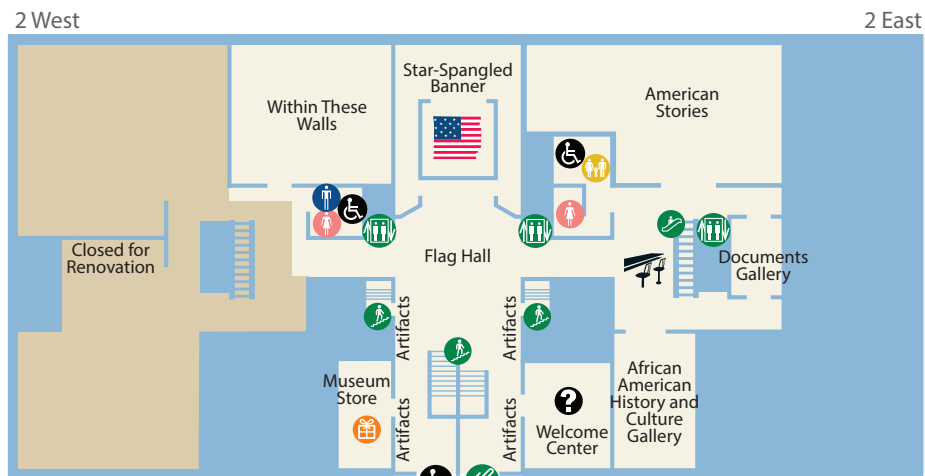 2 West
2 East
Star-Spangled
Banner
Within These
Walls
American
Stories
Closed for
Renovation
Flag Hall
Documents
Gallery
Artifacts
Artifacts
Museum
Store
Artifacts
Artifacts
?
Welcome
Center
African
American
History and
Culture
Gallery